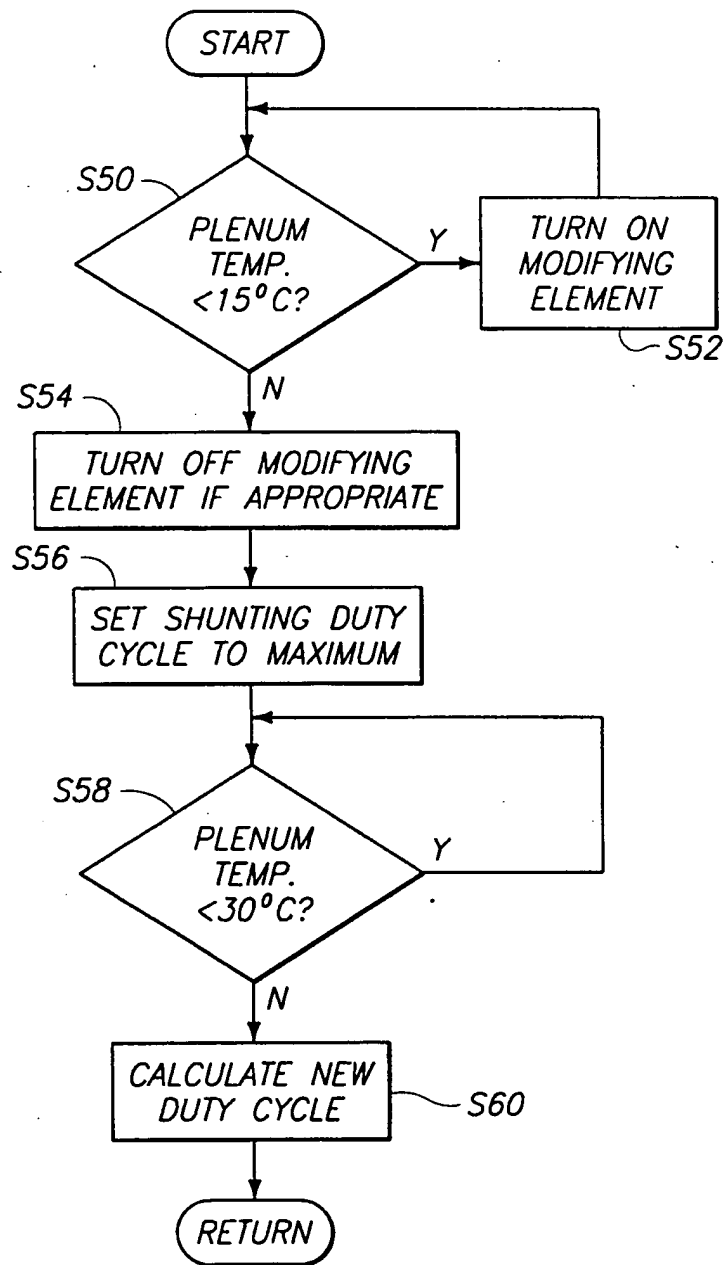 START
S50
PLENUM
TEMP.
<15°C?
Y
TURN ON
MODIFYING
ELEMENT
S52
N
S54
TURN OFF MODIFYING
ELEMENT IF APPROPRIATE
S56
SET SHUNTING DUTY
CYCLE TO MAXIMUM
S58
PLENUM
TEMP.
<30°C?
Y
N
CALCULATE NEW
DUTY CYCLE
S60
RETURN